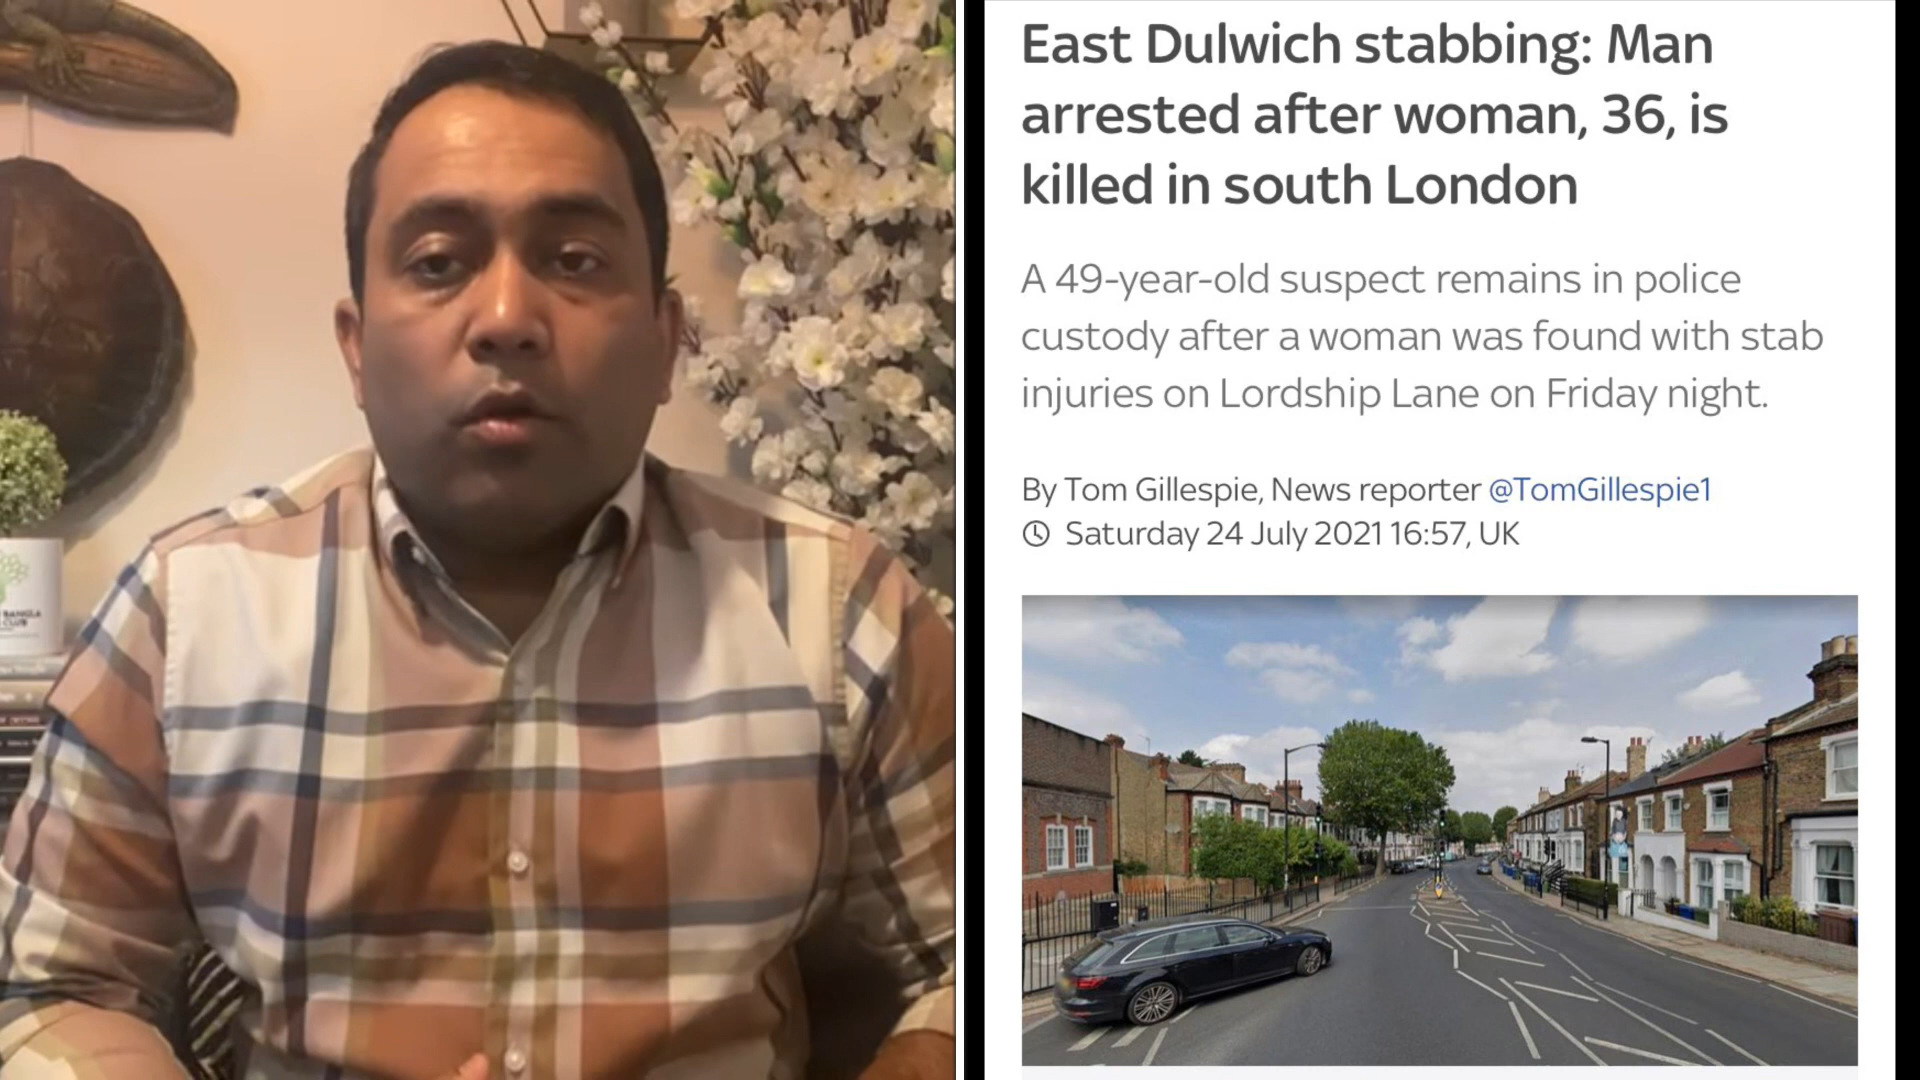 BANGLA
CLUB
East Dulwich stabbing: Man
arrested after woman, 36, is
killed in south London
A 49-year-old suspect remains in police
custody after a woman was found with stab
injuries on Lordship Lane on Friday night.
By Tom Gillespie, News reporter @TomGillespie1
Saturday 24 July 2021 16:57, UK